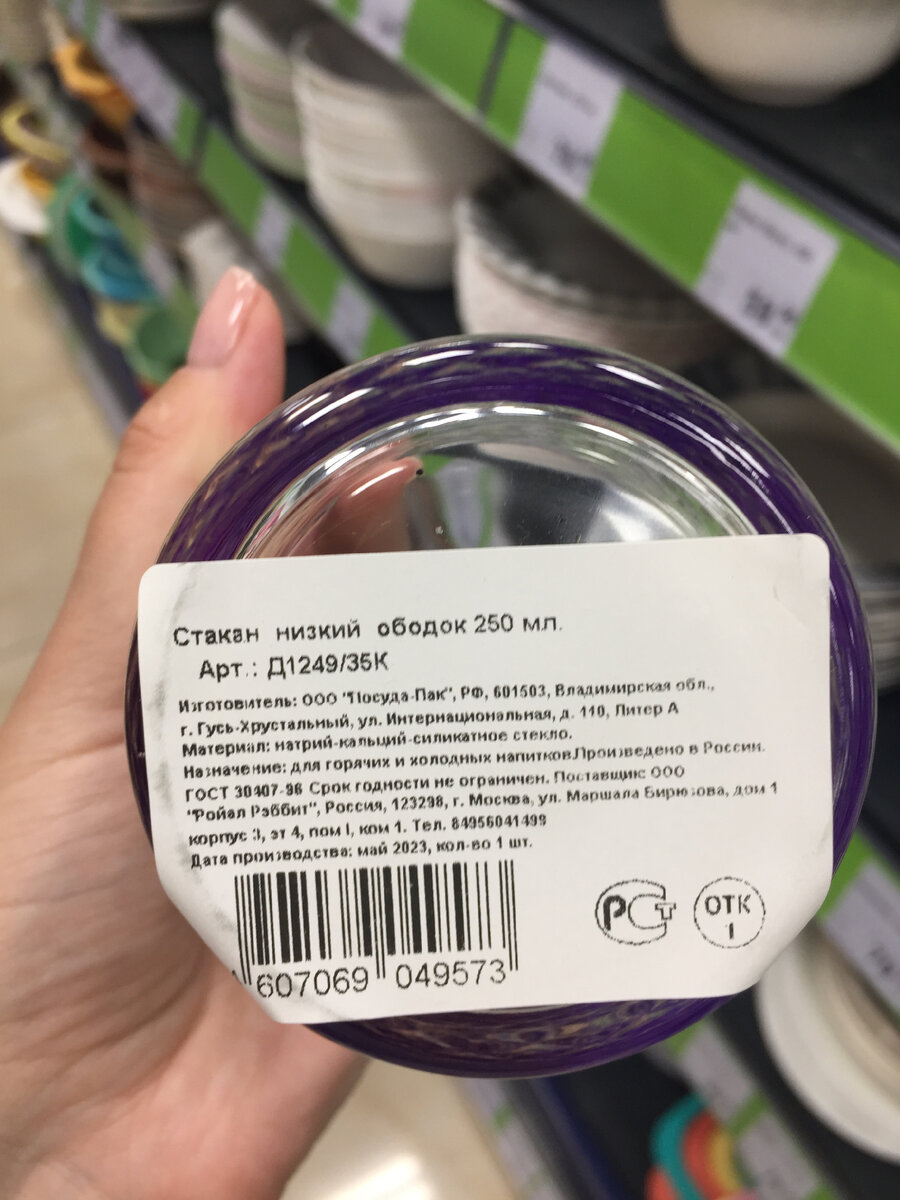 Стакан низкий ободок 250 мл.
Арт.: Д1249/35К
Изготовитель: ООО "Посуда-Пак", РФ, 601503, Владимирская обл.,
г. Гусь-Хрустальный, ул. Интернациональная, д. 110, Литер А
Материал: натрий-кальций-силикатное стекло.
Назначение: для горячих и холодных напитков.Произведено в России.
ГОСТ 30407-96 Срок годности не ограничен. Поставщик: ООО
"Ройал Рэббит", Россия, 123298, г. Москва, ул. Маршала Бирюзова, дом 1
корпус 3, эт 4, пом I, ком 1. Тел. 84956041499
Дата производства: май 2023, кол-во 1 шт.
РСТ
ОТК
1
607069 049573